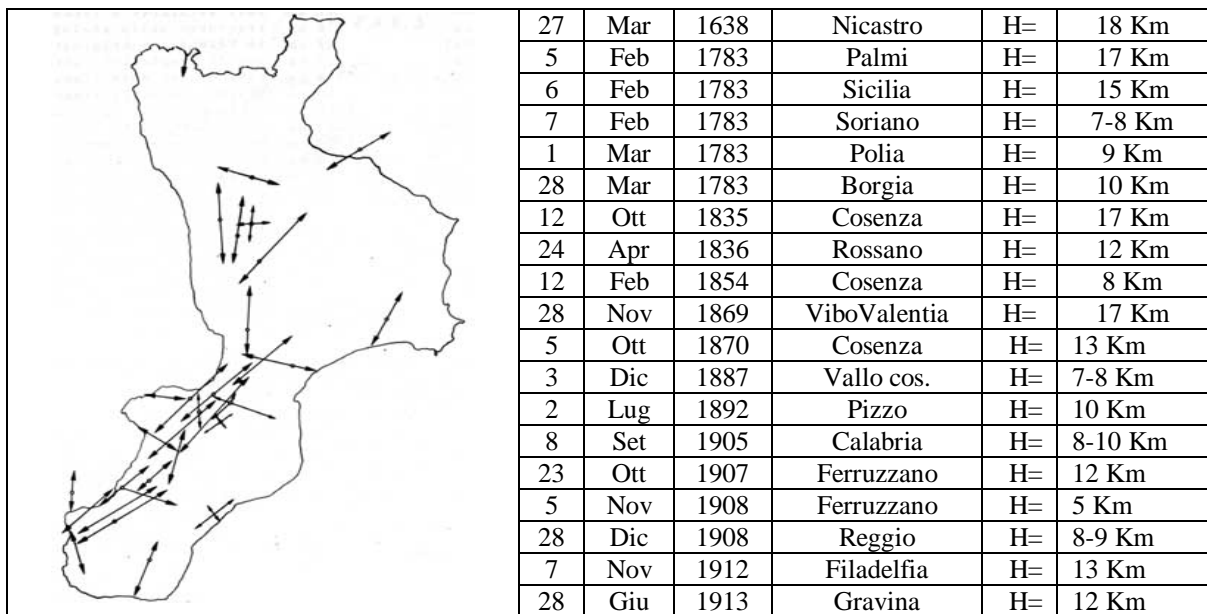 27 Mar 1638 Nicastro H= 18 Km
5 Feb 1783 Palmi H= 17 Km
6 Feb 1783 Sicilia H= 15 Km
7 Feb 1783 Soriano H= 7-8 Km
1 Mar 1783 Polia H= 9 Km
28 Mar 1783 Borgia H= 10 Km
12 Ott 1835 Cosenza H= 17 Km
24 Apr 1836 Rossano H= 12 Km
12 Feb 1854 Cosenza H= 8 Km
28 Nov 1869 ViboValentia H= 17 Km
5 Ott 1870 Cosenza H= 13 Km
3 Dic 1887 Vallo cos. H= 7-8 Km
2 Lug 1892 Pizzo H= 10 Km
8 Set 1905 Calabria H= 8-10 Km
23 Ott 1907 Ferruzzano H= 12 Km
5 Nov 1908 Ferruzzano H= 5 Km
28 Dic 1908 Reggio H= 8-9 Km
7 Nov 1912 Filadelfia H= 13 Km
28 Giu 1913 Gravina H= 12 Km